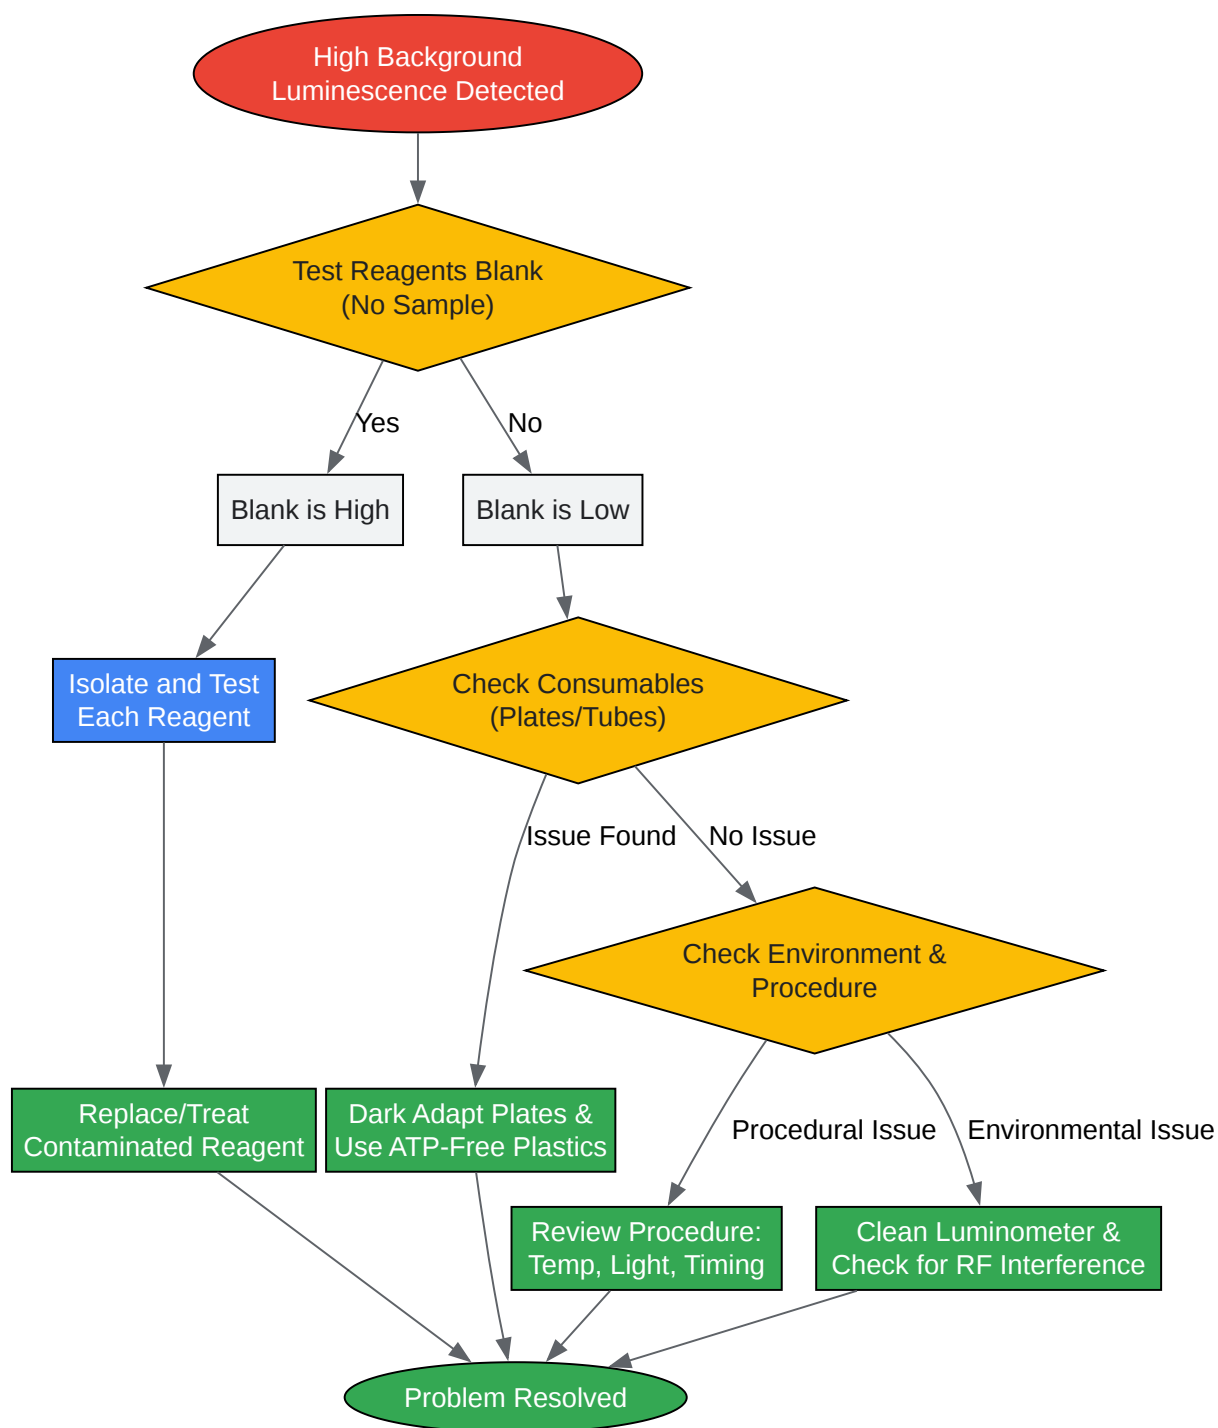 High Background
Luminescence Detected
Test Reagents Blank
(No Sample)
Yes
No
Blank is High
Blank is Low
Isolate and Test
Each Reagent
Check Consumables
(Plates/Tubes)
Issue Found
No Issue
Check Environment &
Procedure
Replace/Treat
Contaminated Reagent
Dark Adapt Plates &
Use ATP-Free Plastics
Procedural Issue
Environmental Issue
Review Procedure:
Temp, Light, Timing
Clean Luminometer &
Check for RF Interference
Problem Resolved